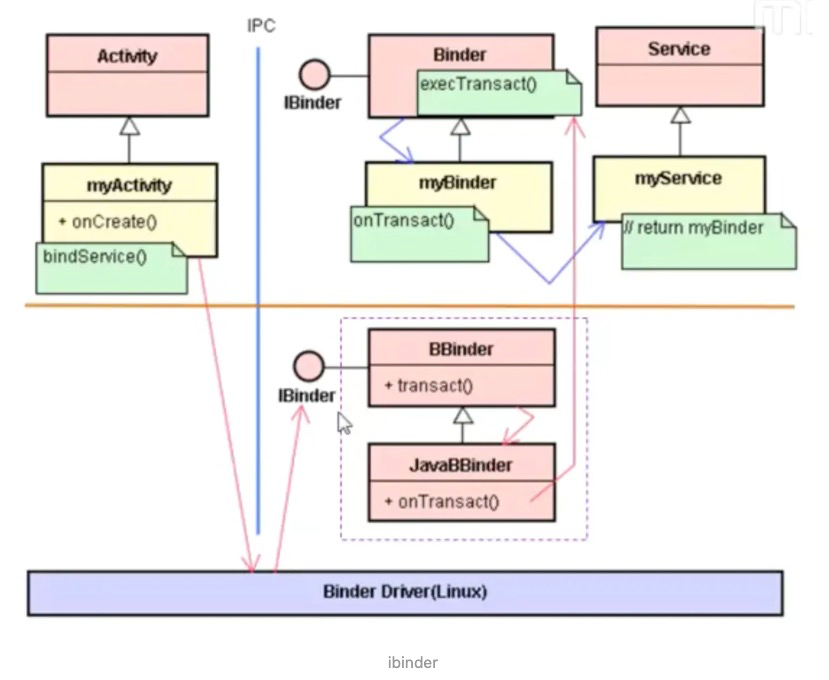 IPC
Activity
Binder
Service
execTransact()
IBinder
myActivity
+ onCreate()
bindService()
myBinder
onTransact()
myService
// return myBinder
BBinder
+ transact()
IBinder
JavaBBinder
+ onTransact()
Binder Driver(Linux)
ibinder